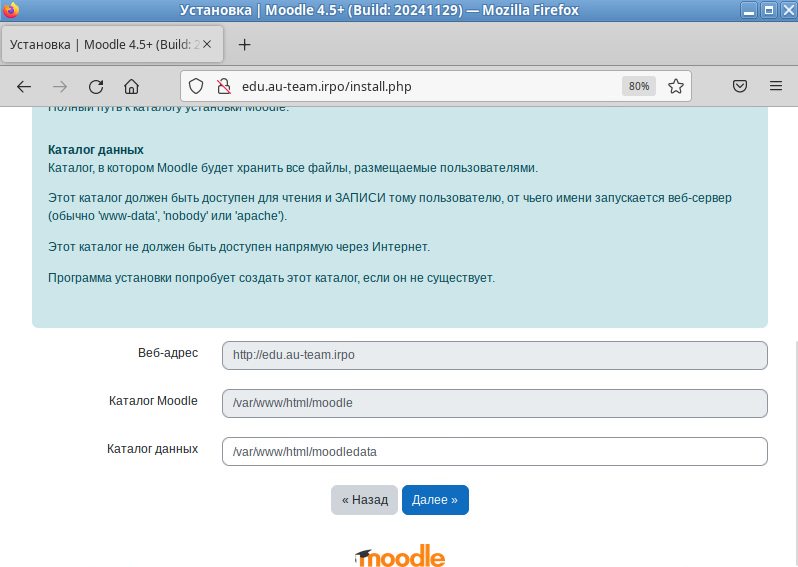 Установка | Moodle 4.5+ (Build: 20241129) — Mozilla Firefox
Установка | Moodle 4.5+ (Build: 2
edu.au-team.irpo/install.php
80%
Полный путь к каталогу установки Moodle.
Каталог данных
Каталог, в котором Moodle будет хранить все файлы, размещаемые пользователями.
Этот каталог должен быть доступен для чтения и ЗАПИСИ тому пользователю, от чьего имени запускается веб-сервер
(обычно 'www-data', 'nobody' или 'apache').
Этот каталог не должен быть доступен напрямую через Интернет.
Программа установки попробует создать этот каталог, если он не существует.
Веб-адрес
http://edu.au-team.irpo
Каталог Moodle
/var/www/html/moodle
Каталог данных
/var/www/html/moodledata
« Назад
Далее »
moodle